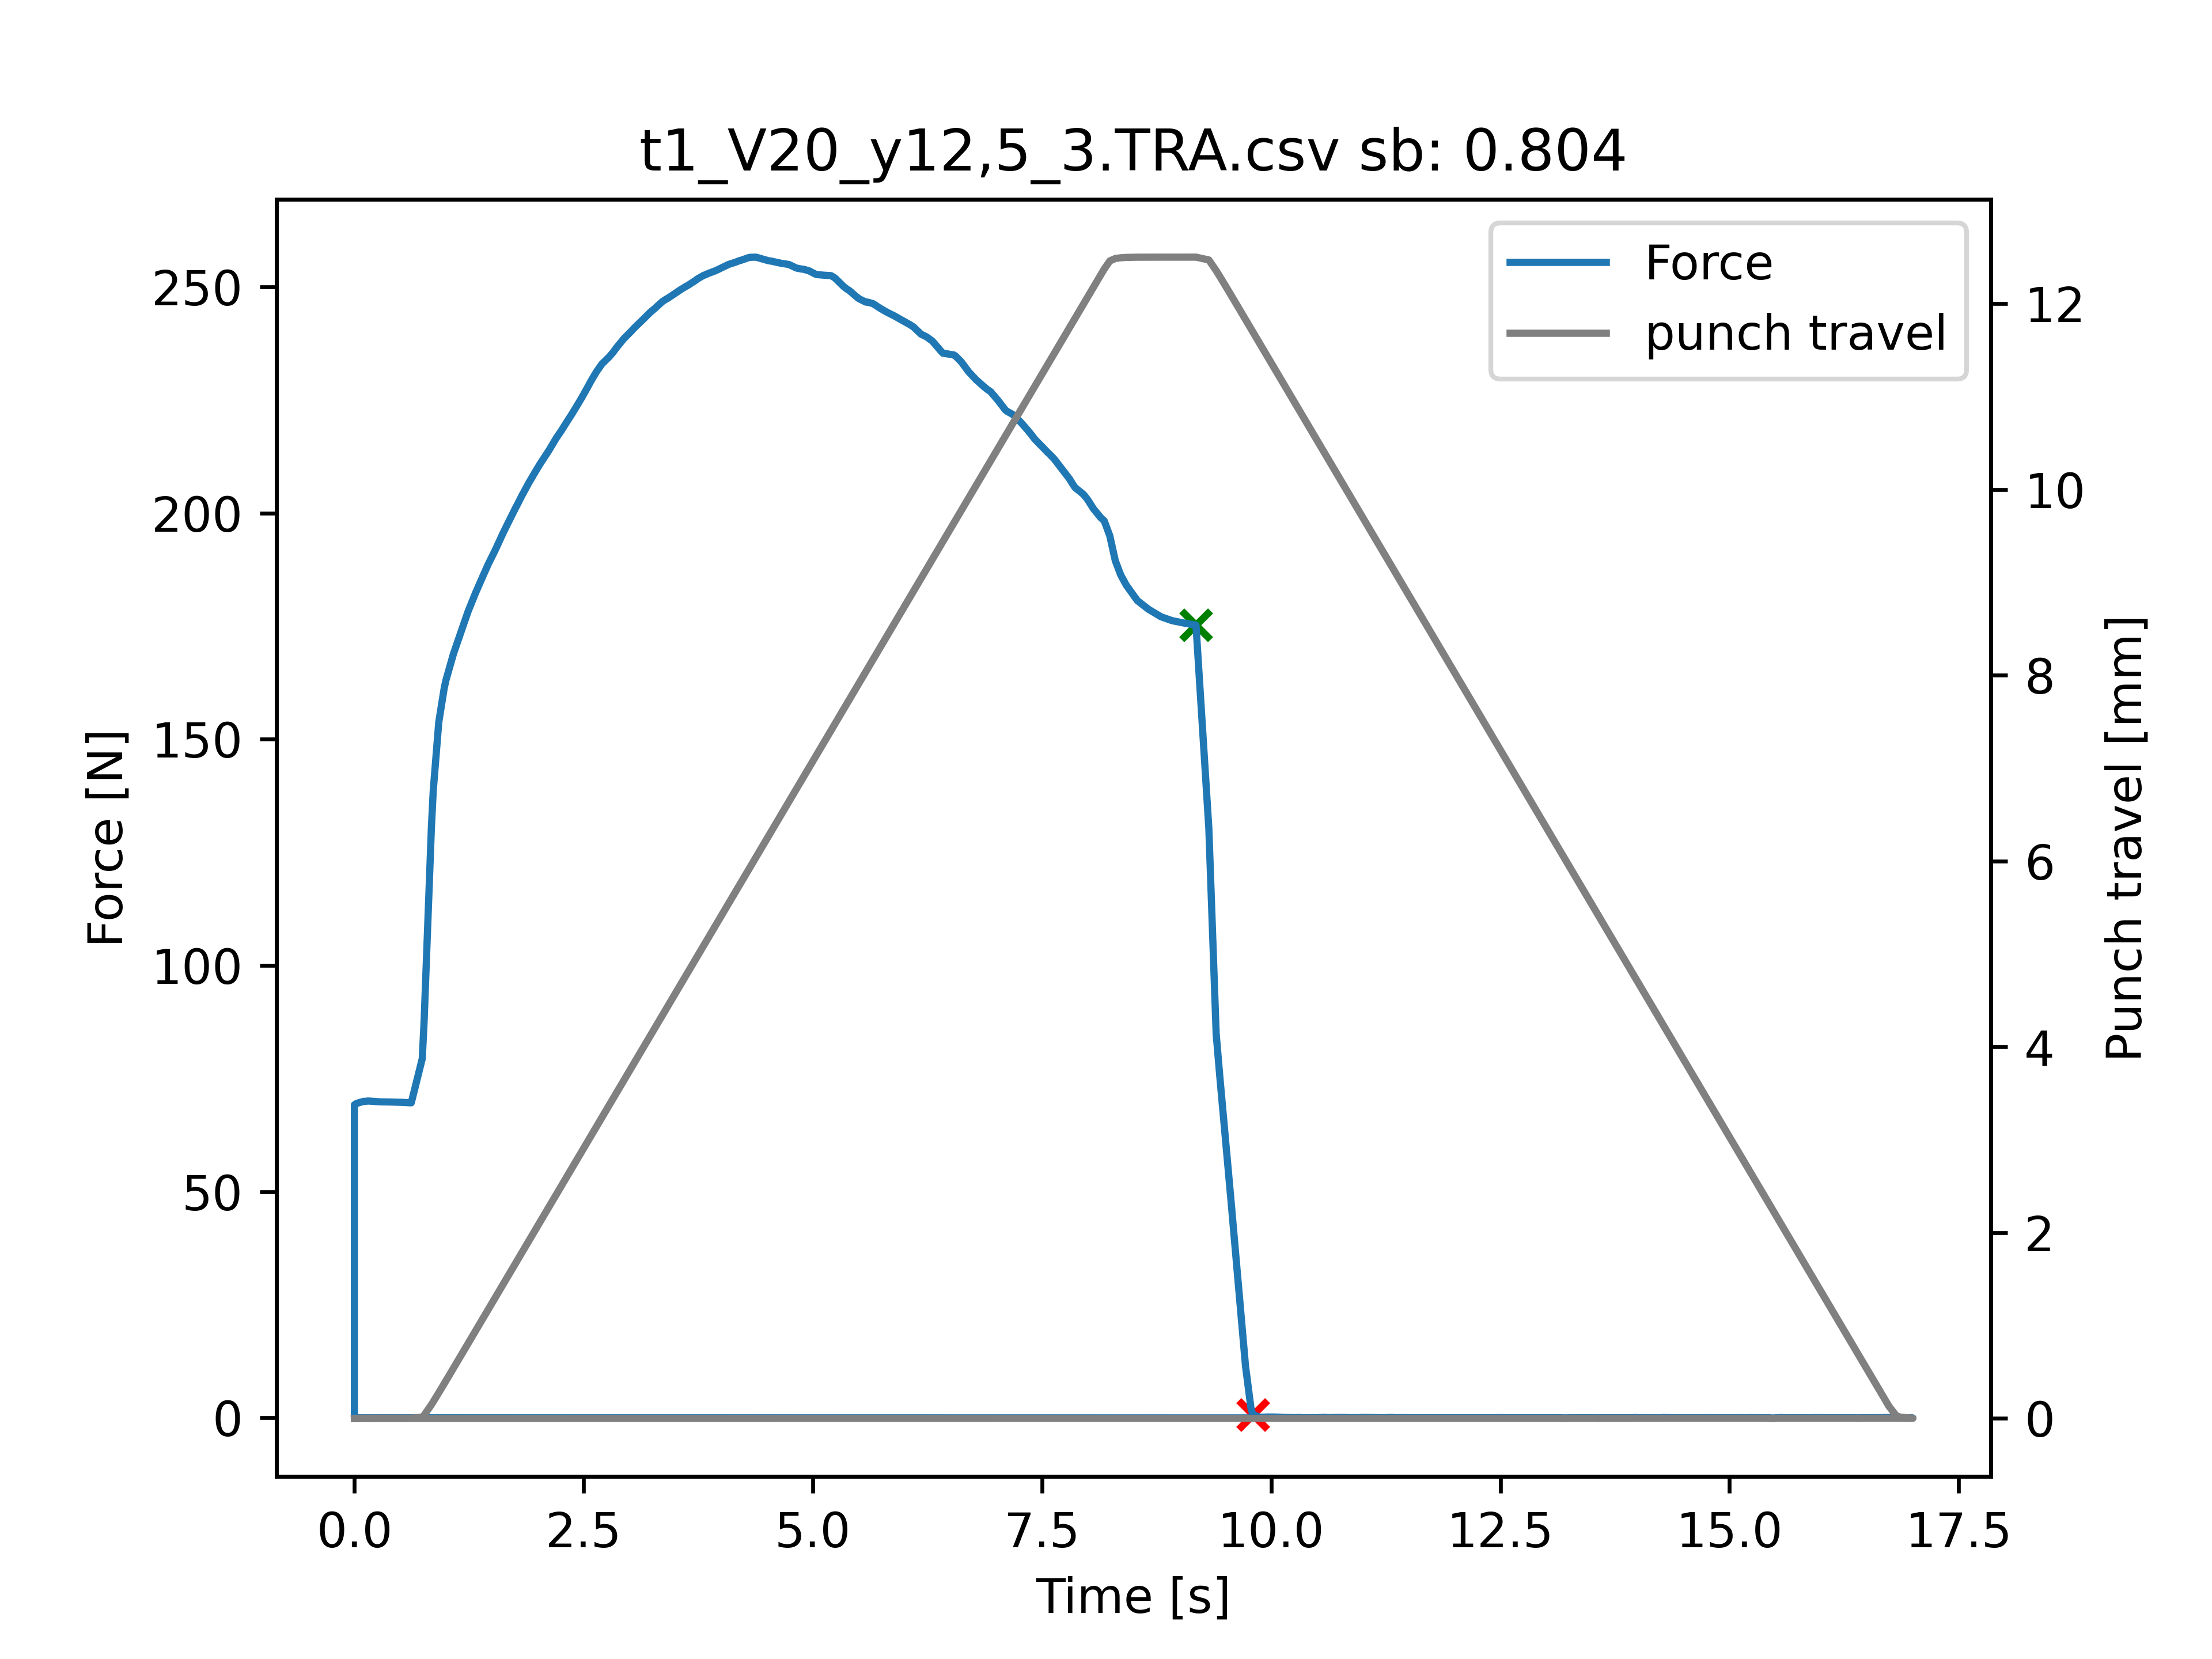 t1_V20_y12,5_3.TRA.csv sb: 0.804
Force
punch travel
Force [N]
250
200
150
100
50
0
12
10
8
6
4
2
0
Punch travel [mm]
0.0 2.5 5.0 7.5 10.0 12.5 15.0 17.5
Time [s]